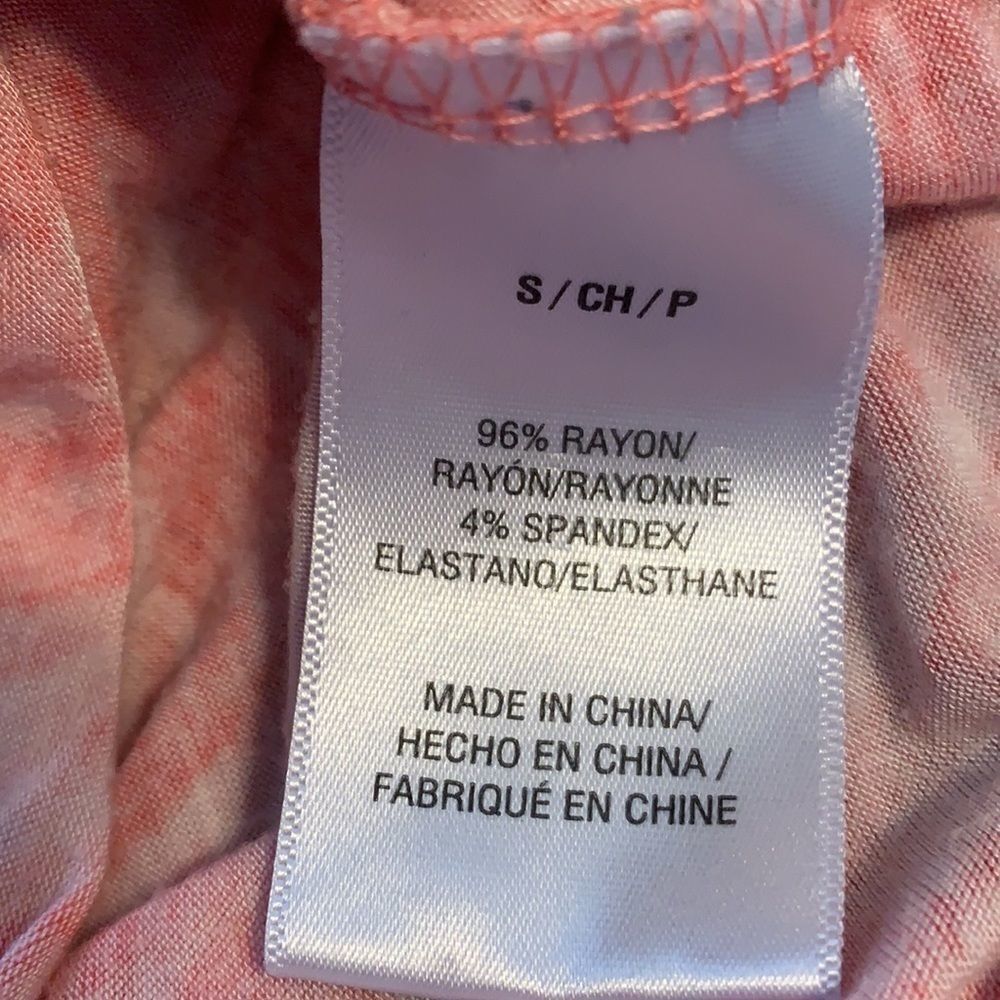 S / CH / P
96% RAYON/
RAYÓN/RAYONNE
4% SPANDEX/
ELASTANO/ELASTHANE
MADE IN CHINA/
HECHO EN CHINA /
FABRIQUÉ EN CHINE